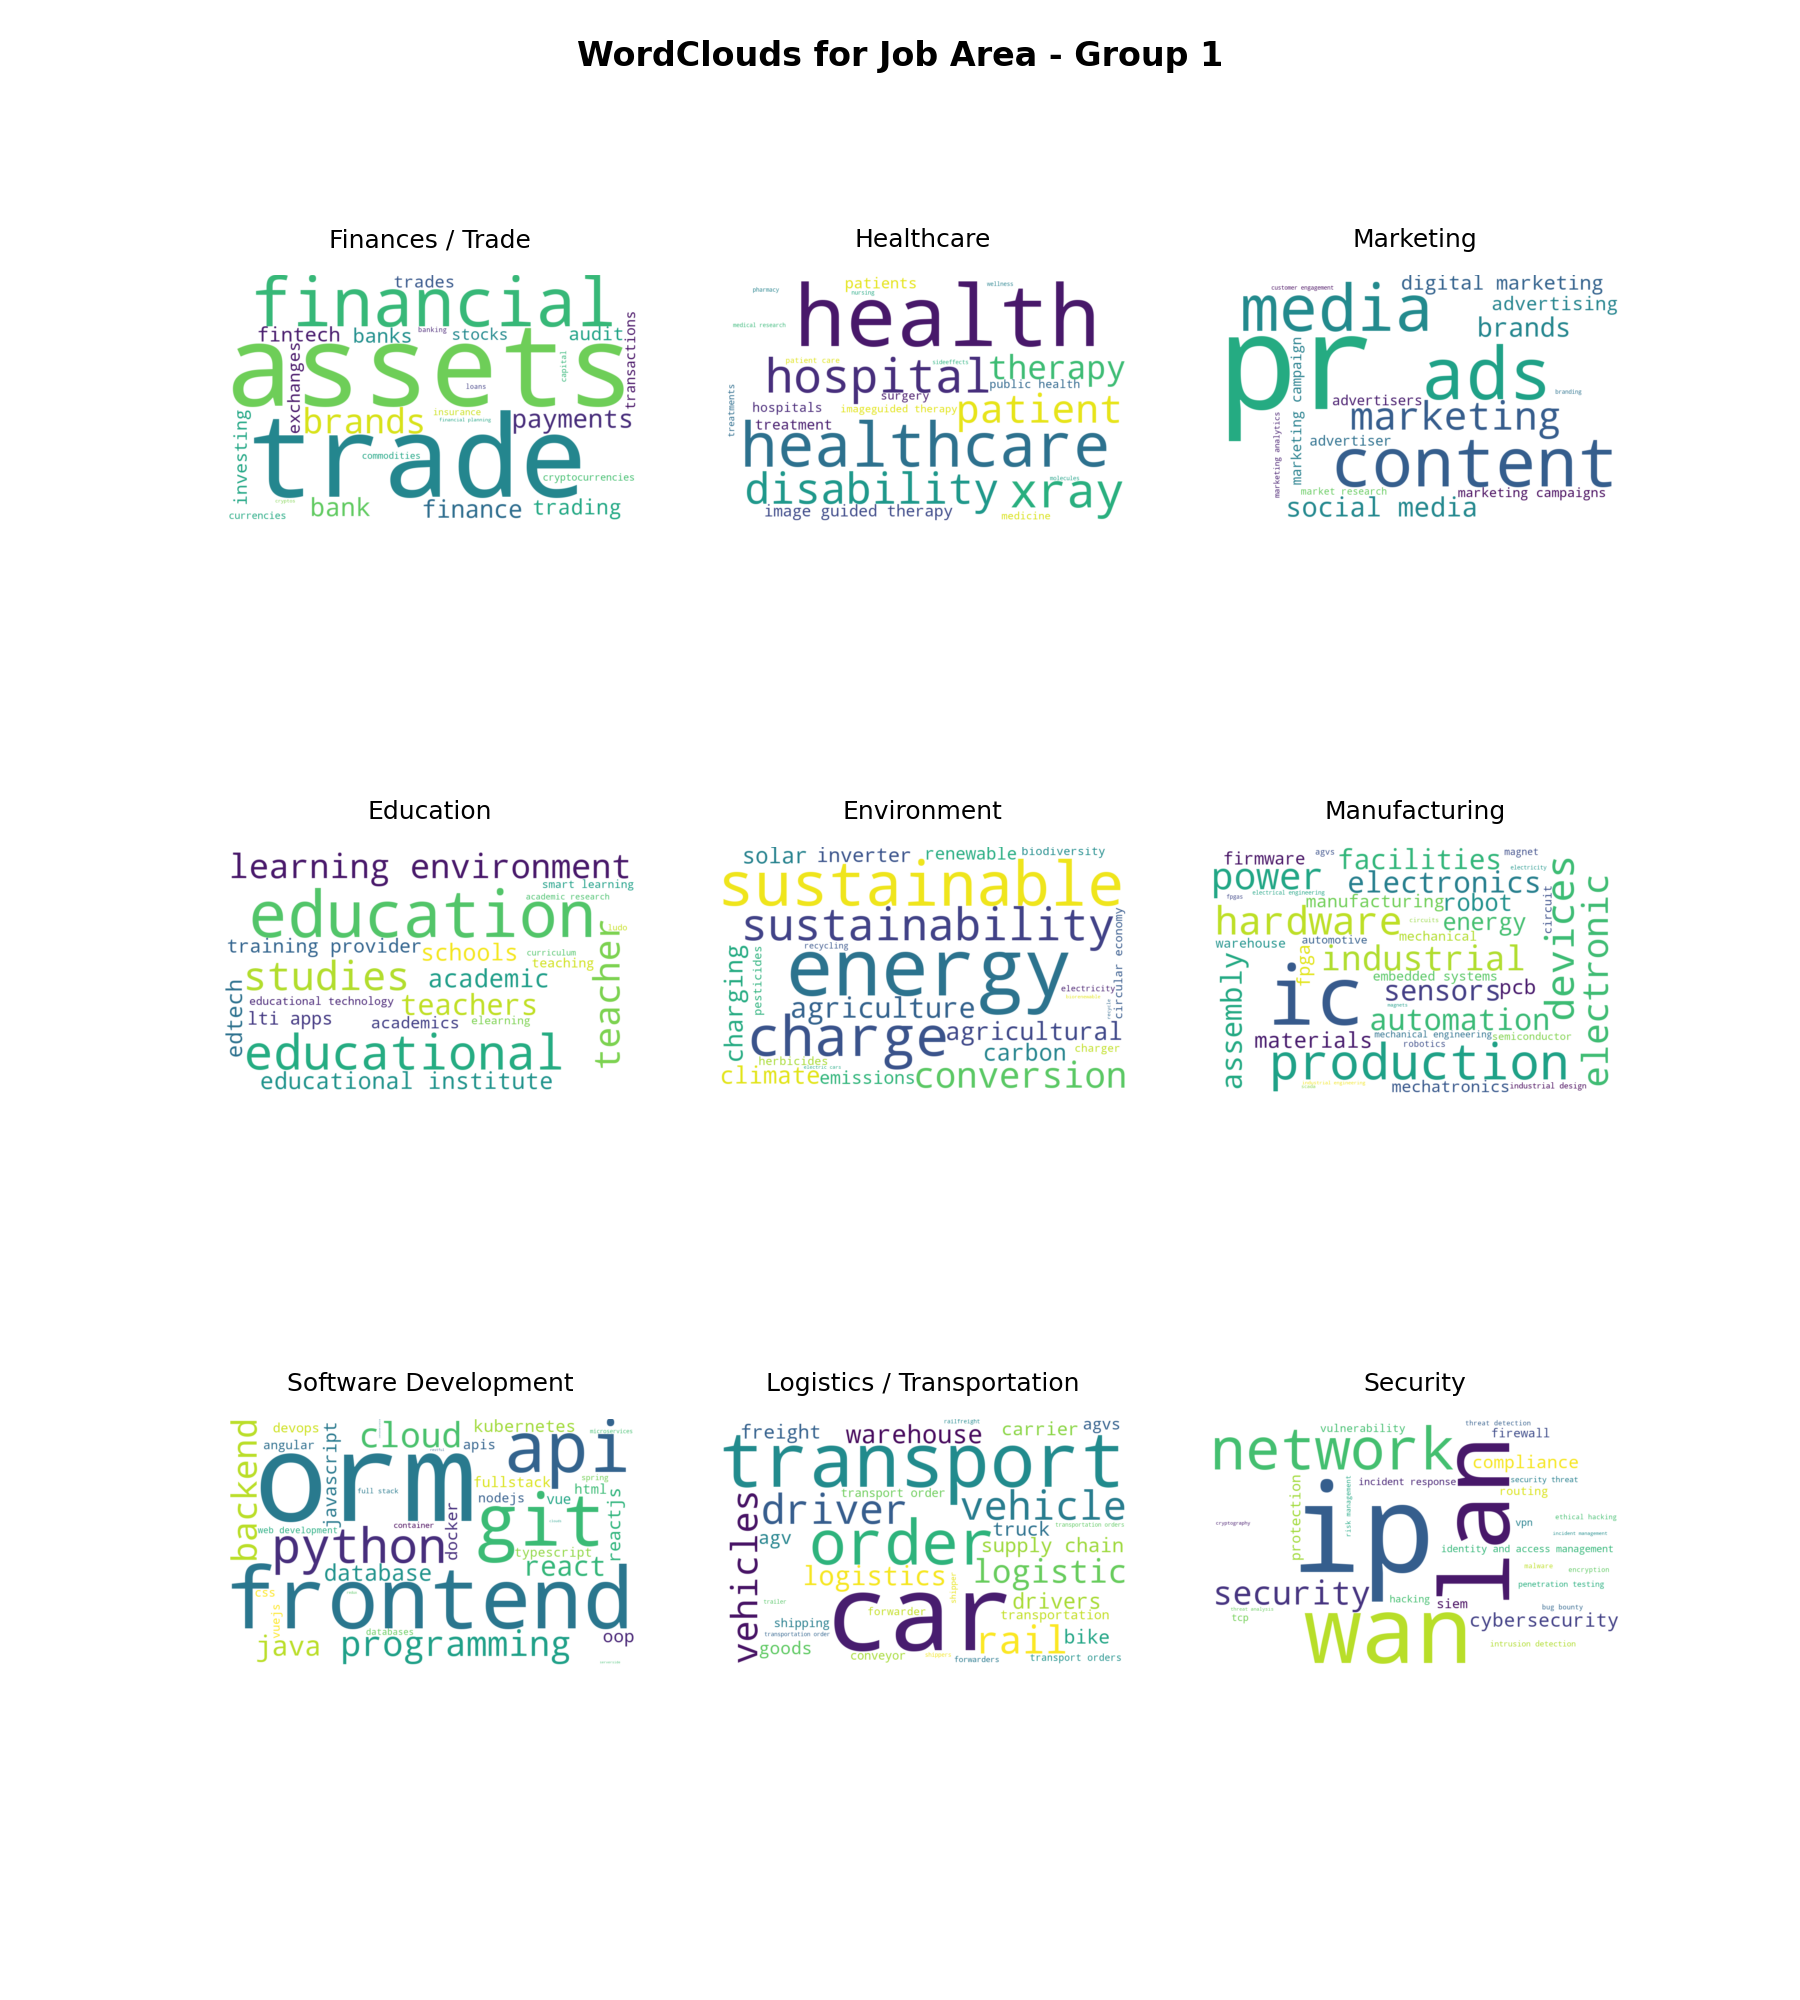 WordClouds for Job Area - Group 1
Finances / Trade
financial
trades
fintech
banks
banking
stocks
audit
transactions
assets
exchanges
capital
loans
brands
insurance
financial planning
payments
investing
trade
commodities
cryptocurrencies
cryptos
currencies
bank
finance
trading
Healthcare
pharmacy
patients
nursing
wellness
health
medical research
patient care
sideeffects
therapy
hospital
public health
treatments
surgery
hospitals
imageguided therapy
patient
treatment
healthcare
disability
molecules
xray
image guided therapy
medicine
Marketing
customer engagement
digital marketing
media
advertising
brands
pr
marketing campaign
ads
branding
advertisers
marketing
marketing analytics
advertiser
content
market research
marketing campaigns
social media
Education
learning environment
smart learning
academic research
education
ludo
teacher
training provider
schools
curriculum
teaching
studies
academic
edtech
educational technology
teachers
lti apps
academics
elearning
educational
educational institute
Environment
solar
inverter
renewable
biodiversity
sustainable
sustainability
circular economy
recycling
charging
pesticides
energy
electricity
agriculture
recycle
charge
agricultural
carbon
charger
herbicides
electric cars
climate
emissions
conversion
Manufacturing
firmware
agvs
facilities
magnet
electricity
power
electrical engineering
fpgas
electronics
devices
manufacturing
robot
circuit
electronic
hardware
circuits
energy
warehouse
automotive
mechanical
fpga
industrial
assembly
embedded systems
ic
sensors
pcb
magnets
automation
materials
mechanical engineering
semiconductor
robotics
production
industrial engineering
mechatronics
industrial design
Software Development
backend
devops
javascript
cloud
kubernetes
microservices
angular
apis
api
orm
fullstack
spring
full stack
html
nodejs
vue
reactjs
git
web development
container
docker
python
typescript
database
react
css
frontend
vuejs
databases
java
programming
oop
Logistics / Transportation
freight
railfreight
warehouse
carrier
agvs
transport
transport order
vehicles
driver
vehicle
agv
order
truck
transportation orders
supply chain
logistics
logistic
shipper
trailer
car
drivers
forwarder
transportation
shipping
transportation order
rail
bike
goods
conveyor
shippers
forwarders
transport orders
Security
vulnerability
threat detection
firewall
network
lan
compliance
protection
risk management
incident response
security threat
routing
ip
cryptography
vpn
ethical hacking
incident management
identity and access management
malware
encryption
security
hacking
siem
penetration testing
threat analysis
tcp
wan
bug bounty
cybersecurity
intrusion detection